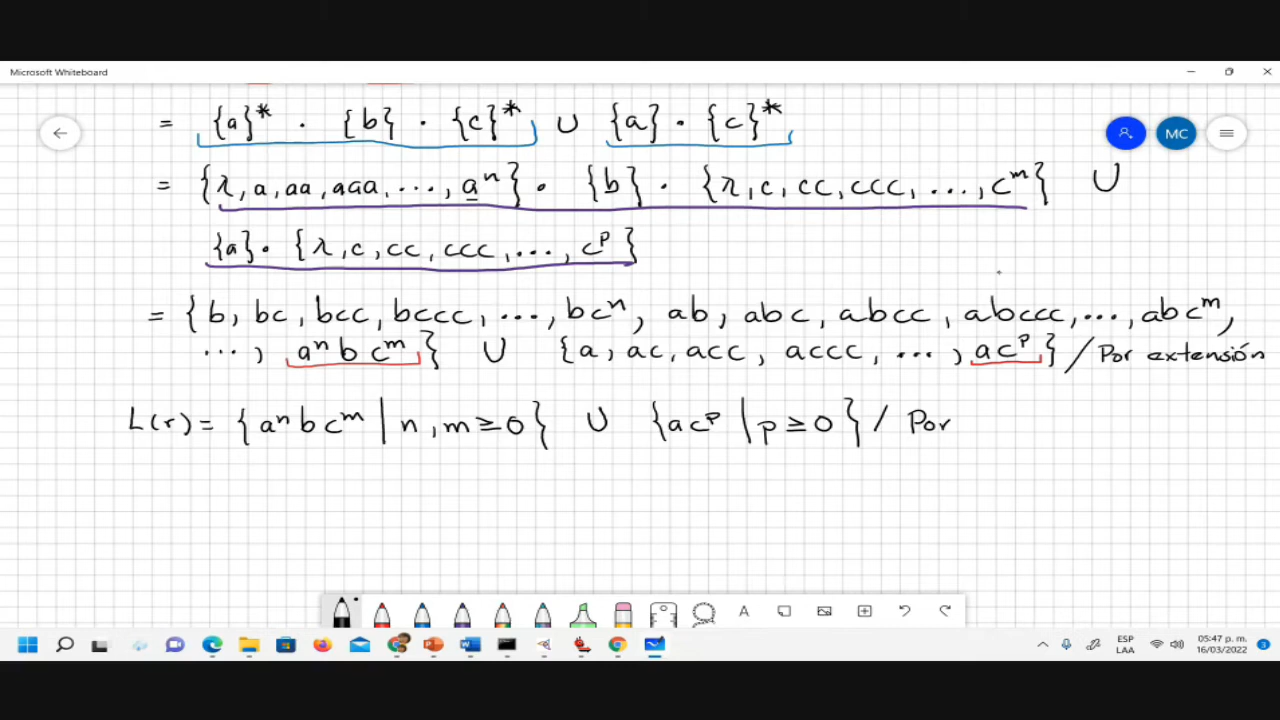 Microsoft Whiteboard
= {a}* · {b} · {c}* ∪ {a} · {c}*
MC
= {λ, a, aa, aaa, ..., aⁿ} · {b} · {λ, c, cc, ccc, ..., cᵐ} ∪
{a} · {λ, c, cc, ccc, ..., cᵖ}
= {b, bc, bcc, bccc, ..., bcⁿ, ab, abc, abcc, abccc, ..., abcᵐ,
..., aⁿbcᵐ} ∪ {a, ac, acc, accc, ..., acᵖ} / Por extensión
L(r) = {aⁿbcᵐ | n, m ≥ 0} ∪ {acᵖ | p ≥ 0} / Por
A
ESP
LAA
05:47 p. m.
16/03/2022
3